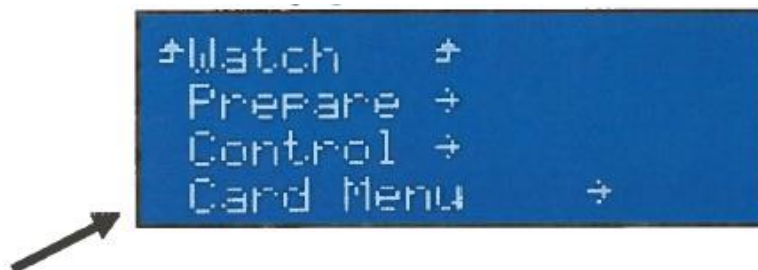 Watch
Prepare →
Control →
Card Menu →